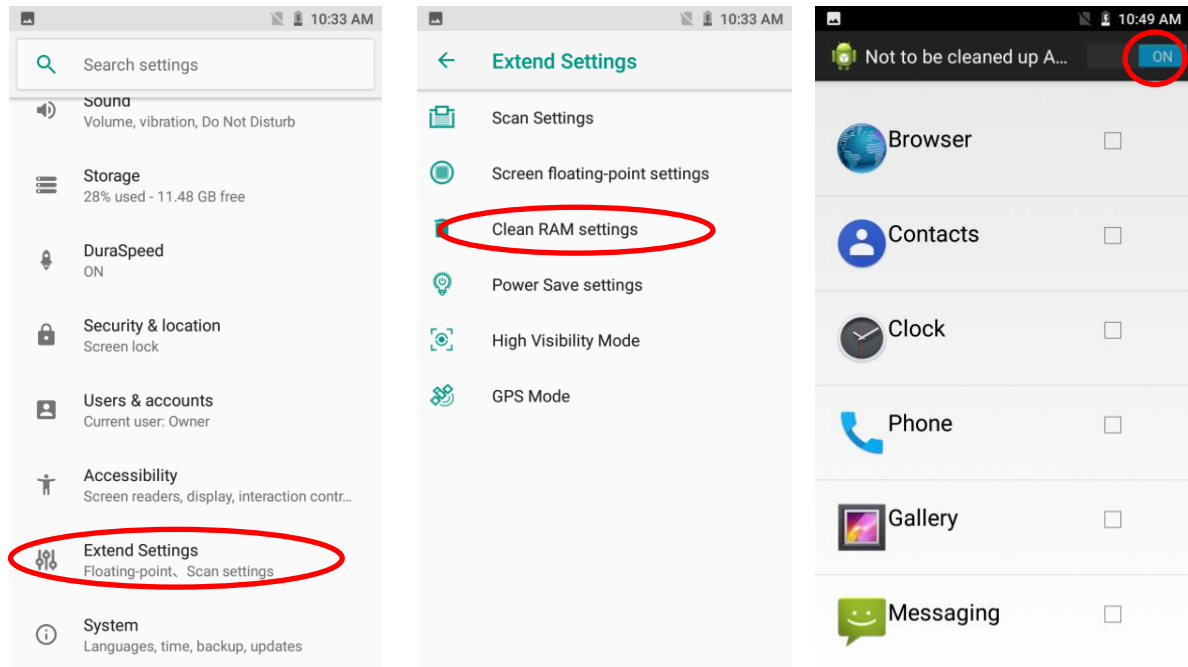 10:33 AM
Search settings
Sound
Volume, vibration, Do Not Disturb
Storage
28% used - 11.48 GB free
DuraSpeed
ON
Security & location
Screen lock
Users & accounts
Current user: Owner
Accessibility
Screen readers, display, interaction contr...
Extend Settings
Floating-point、Scan settings
System
Languages, time, backup, updates
10:33 AM
Extend Settings
Scan Settings
Screen floating-point settings
Clean RAM settings
Power Save settings
High Visibility Mode
GPS Mode
10:49 AM
Not to be cleaned up A...
ON
Browser
Contacts
Clock
Phone
Gallery
Messaging